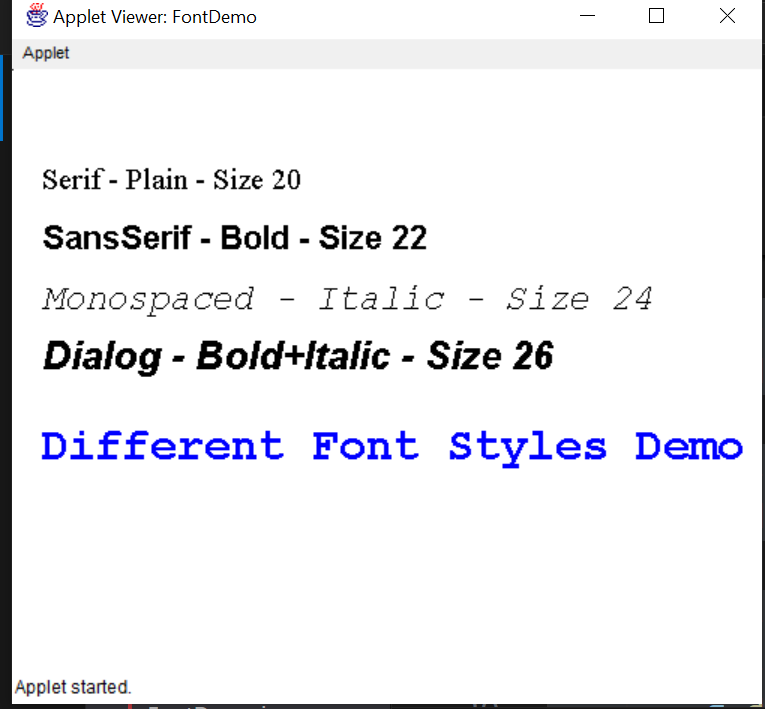 Applet Viewer: FontDemo
Applet
Serif - Plain - Size 20
SansSerif - Bold - Size 22
Monospaced - Italic - Size 24
Dialog - Bold+Italic - Size 26
Different Font Styles Demo
Applet started.